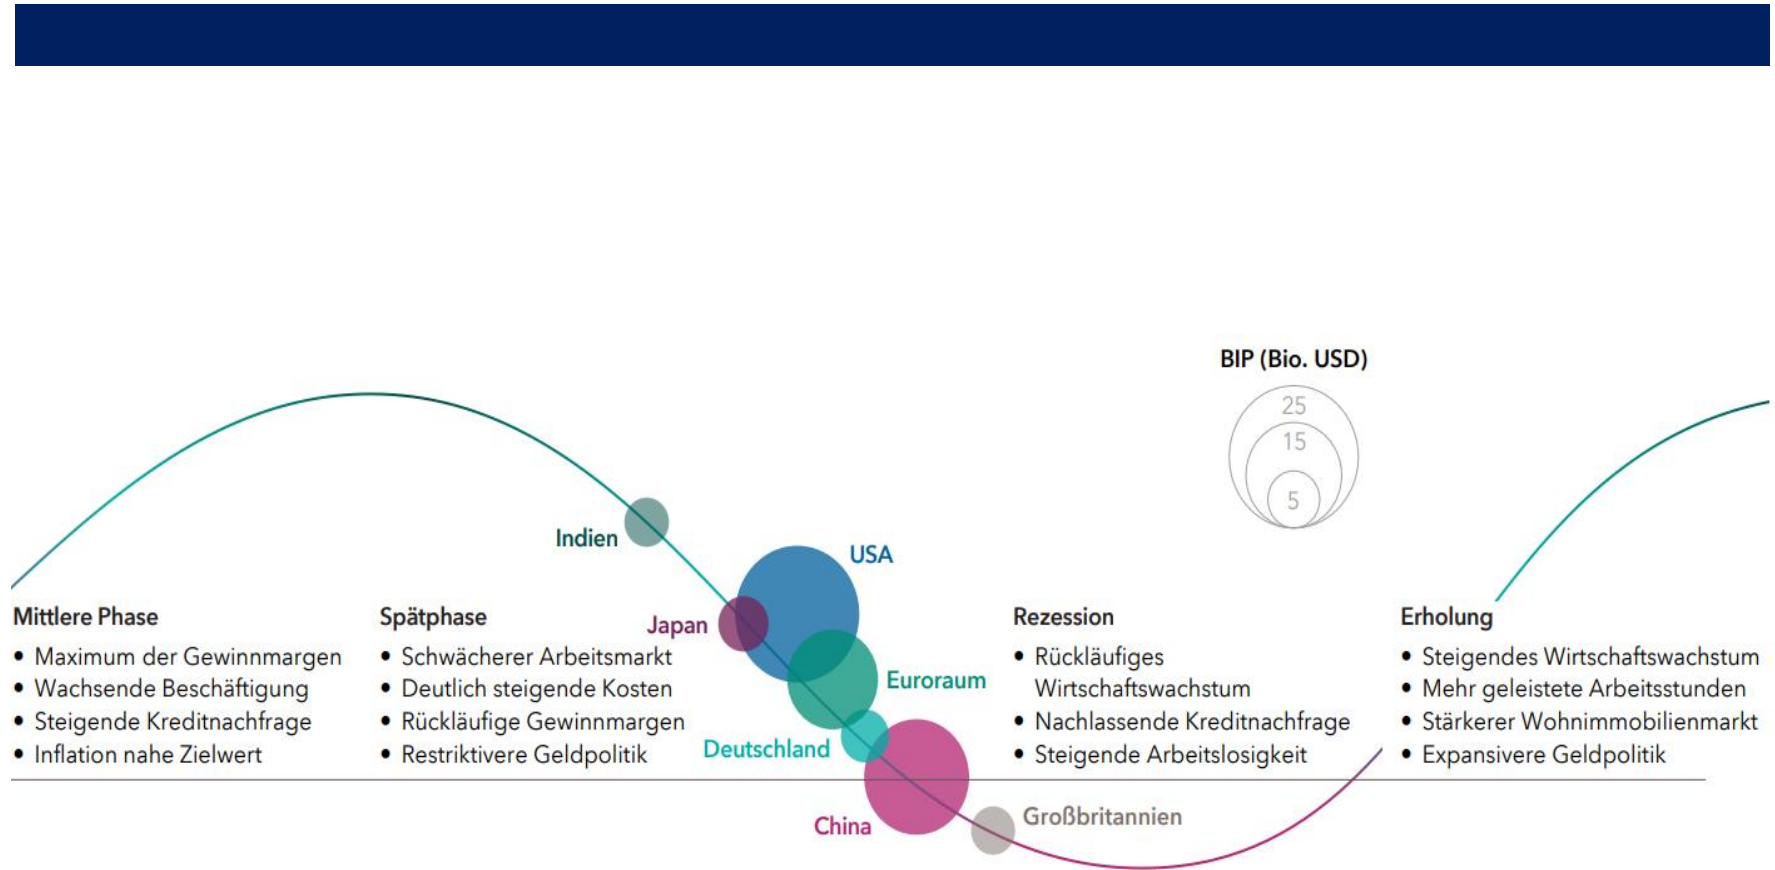 BIP (Bio. USD)
25
15
5
Indien
USA
Japan
Euroraum
Deutschland
China
Großbritannien
Mittlere Phase
• Maximum der Gewinnmargen
• Wachsende Beschäftigung
• Steigende Kreditnachfrage
• Inflation nahe Zielwert
Spätphase
• Schwächerer Arbeitsmarkt
• Deutlich steigende Kosten
• Rückläufige Gewinnmargen
• Restriktivere Geldpolitik
Rezession
• Rückläufiges
Wirtschaftswachstum
• Nachlassende Kreditnachfrage
• Steigende Arbeitslosigkeit
Erholung
• Steigendes Wirtschaftswachstum
• Mehr geleistete Arbeitsstunden
• Stärkerer Wohnimmobilienmarkt
• Expansivere Geldpolitik